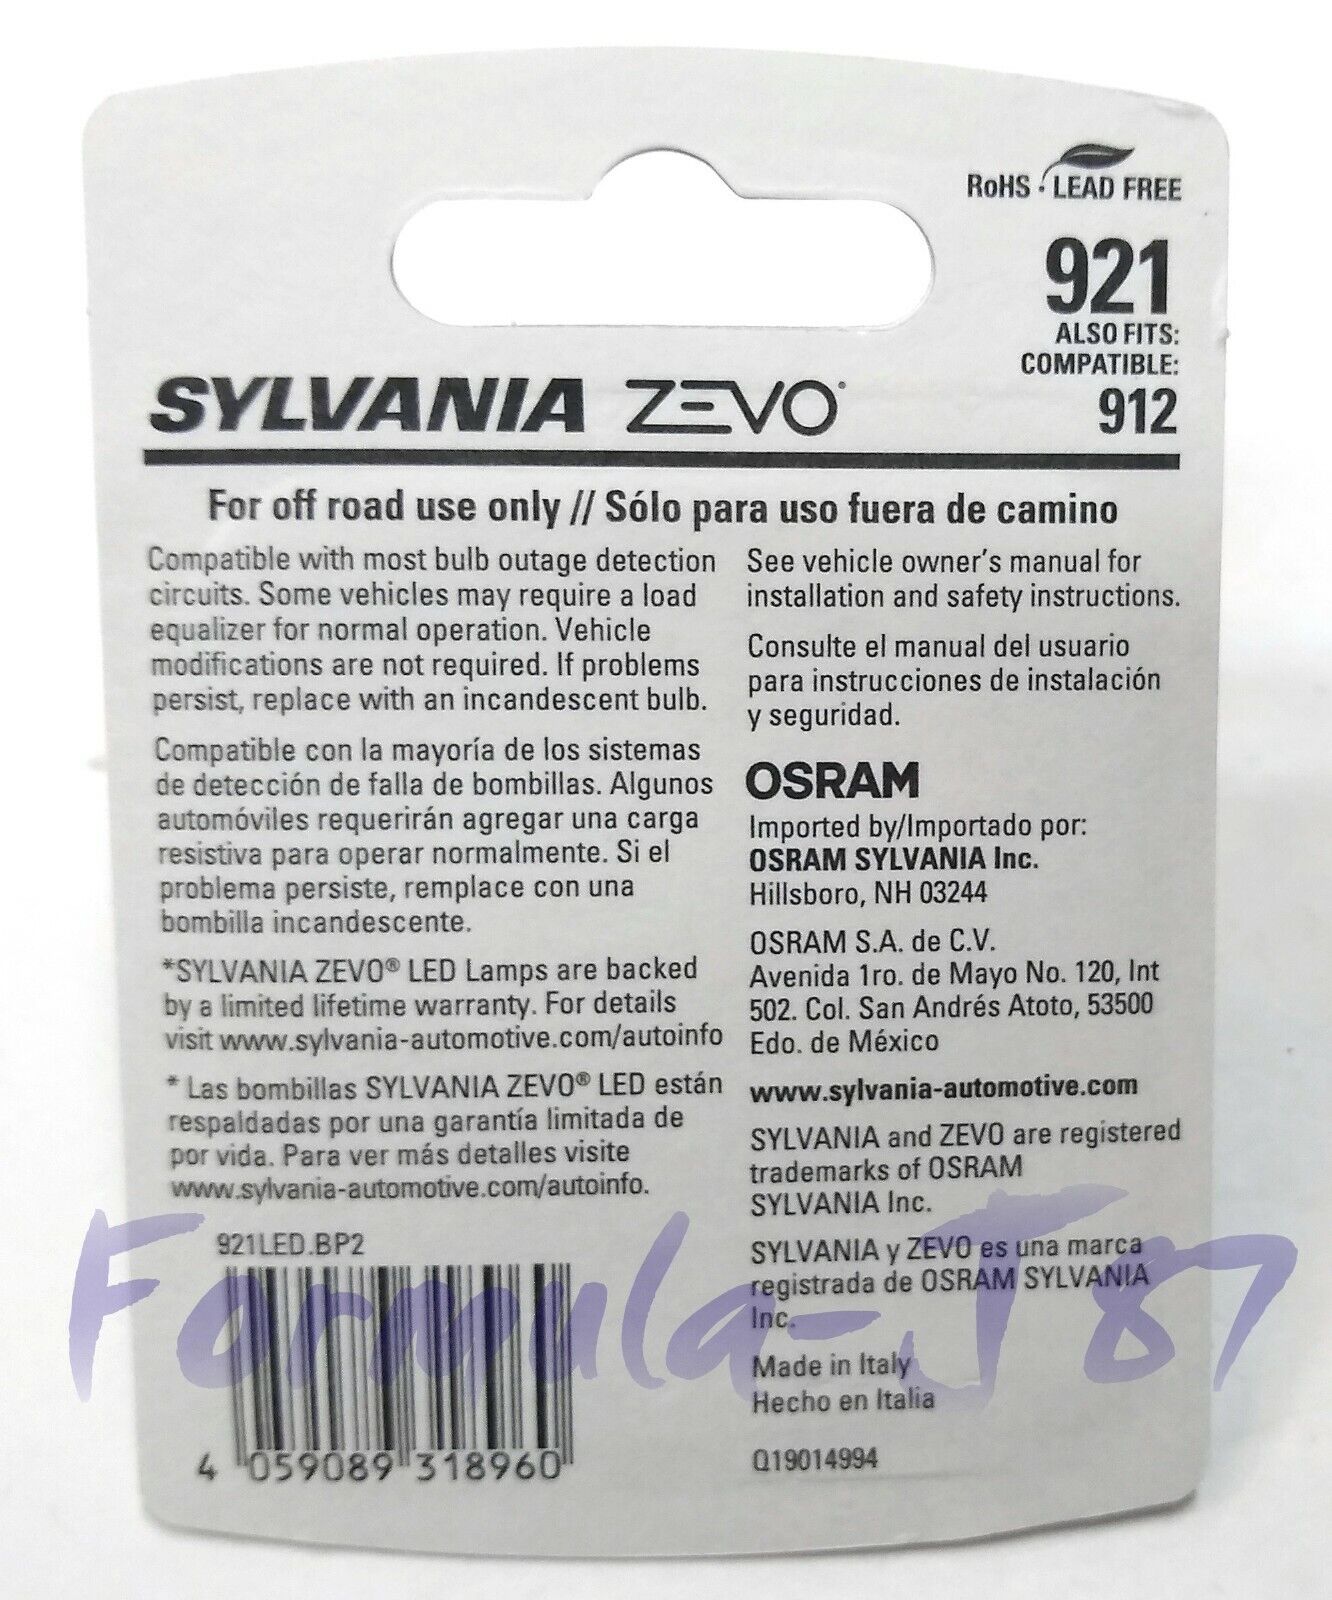 RoHS · LEAD FREE
921
ALSO FITS:
COMPATIBLE:
912
SYLVANIA ZEVO®
For off road use only // Sólo para uso fuera de camino
Compatible with most bulb outage detection
circuits. Some vehicles may require a load
equalizer for normal operation. Vehicle
modifications are not required. If problems
persist, replace with an incandescent bulb.
Compatible con la mayoría de los sistemas
de detección de falla de bombillas. Algunos
automóviles requerirán agregar una carga
resistiva para operar normalmente. Si el
problema persiste, remplace con una
bombilla incandescente.
*SYLVANIA ZEVO® LED Lamps are backed
by a limited lifetime warranty. For details
visit www.sylvania-automotive.com/autoinfo
* Las bombillas SYLVANIA ZEVO® LED están
respaldadas por una garantía limitada de
por vida. Para ver más detalles visite
www.sylvania-automotive.com/autoinfo.
921LED.BP2
4 059089 318960
See vehicle owner's manual for
installation and safety instructions.
Consulte el manual del usuario
para instrucciones de instalación
y seguridad.
OSRAM
Imported by/Importado por:
OSRAM SYLVANIA Inc.
Hillsboro, NH 03244
OSRAM S.A. de C.V.
Avenida 1ro. de Mayo No. 120, Int
502. Col. San Andrés Atoto, 53500
Edo. de México
www.sylvania-automotive.com
SYLVANIA and ZEVO are registered
trademarks of OSRAM
SYLVANIA Inc.
SYLVANIA y ZEVO es una marca
registrada de OSRAM SYLVANIA
Inc.
Made in Italy
Hecho en Italia
Q19014994
Formula-J87